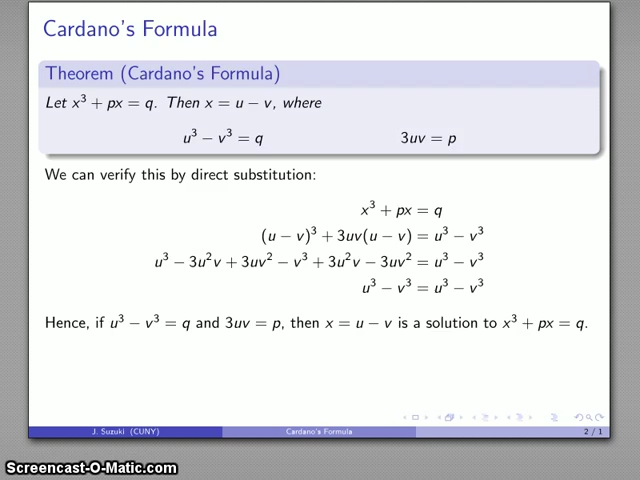 Cardano's Formula
Theorem (Cardano's Formula)
Let x³ + px = q. Then x = u − v, where
u³ − v³ = q 3uv = p
We can verify this by direct substitution:
x³ + px = q
(u − v)³ + 3uv(u − v) = u³ − v³
u³ − 3u²v + 3uv² − v³ + 3u²v − 3uv² = u³ − v³
u³ − v³ = u³ − v³
Hence, if u³ − v³ = q and 3uv = p, then x = u − v is a solution to x³ + px = q.
J. Suzuki (CUNY) Cardano's Formula 2 / 1
Screencast-O-Matic.com